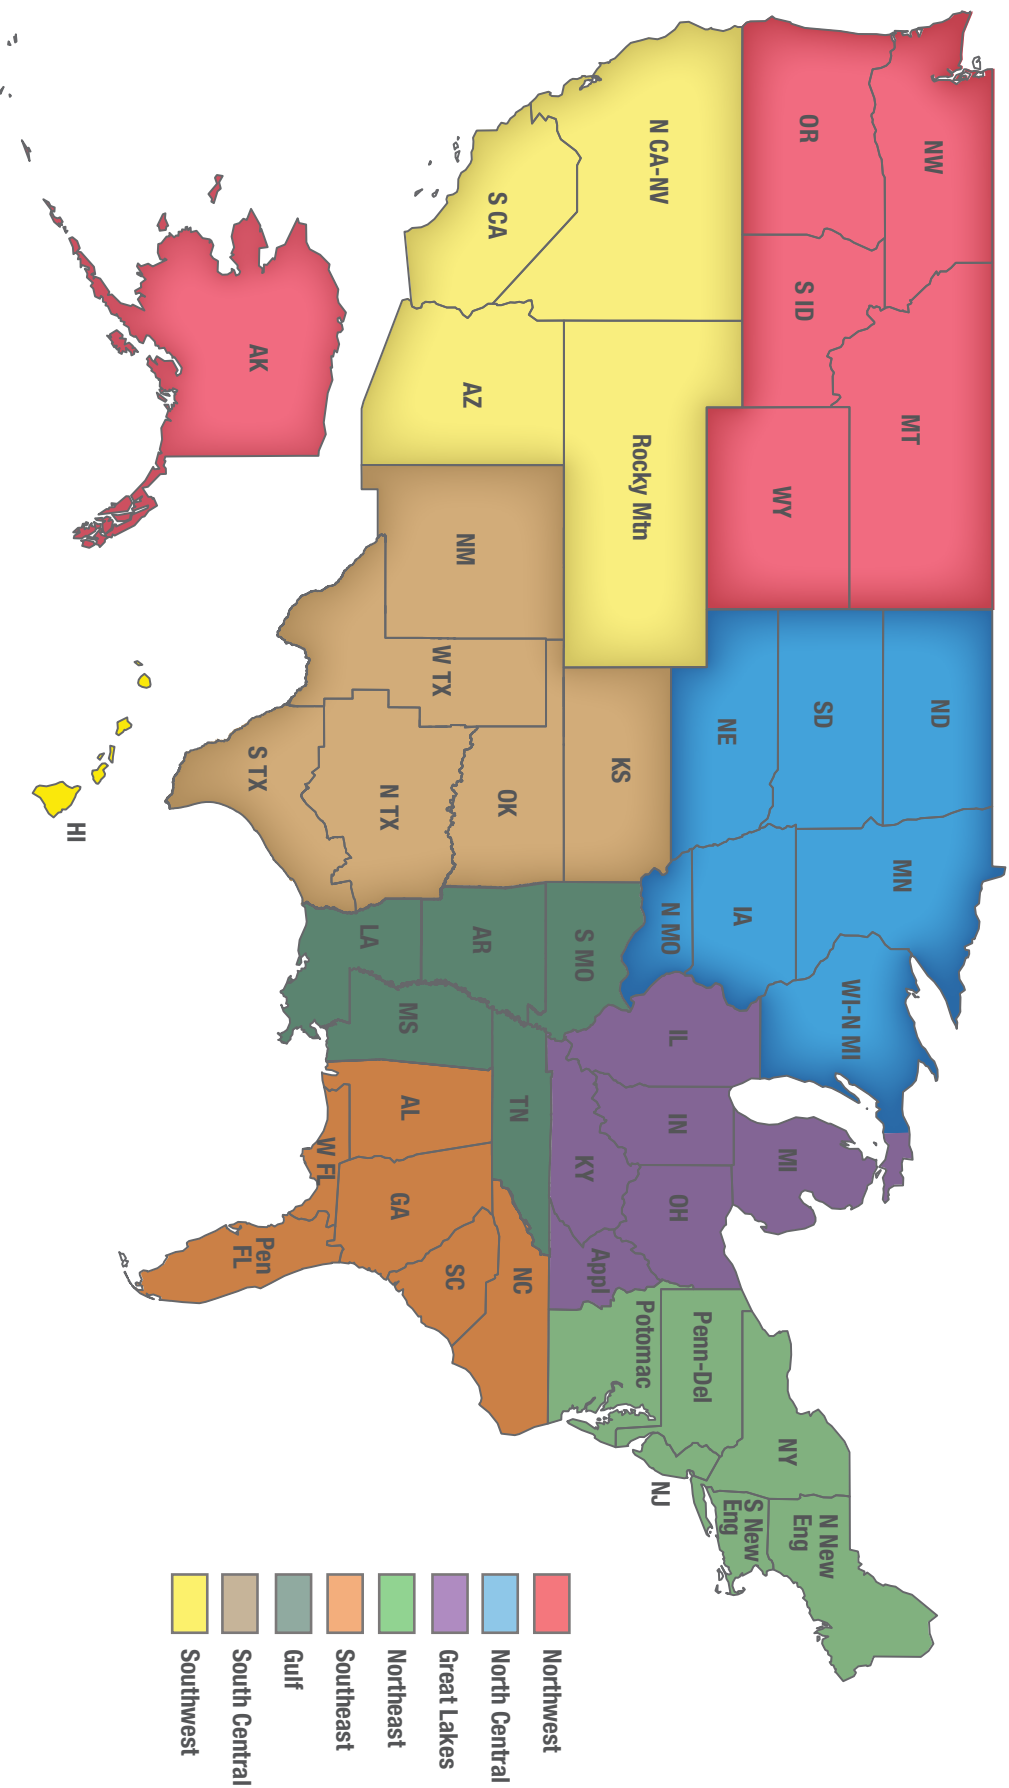 NW
OR
S ID
MT
WY
ND
SD
NE
MN
IA
N MO
WI-N MI
N CA-NV
S CA
AZ
Rocky Mtn
NM
W TX
KS
OK
N TX
S TX
S MO
AR
LA
MS
TN
IL
IN
MI
OH
KY
Appl
AL
W FL
GA
SC
NC
Pen
FL
Potomac
Penn-Del
NY
NJ
N New
Eng
S New
Eng
AK
HI
Northwest
North Central
Great Lakes
Northeast
Southeast
Gulf
South Central
Southwest